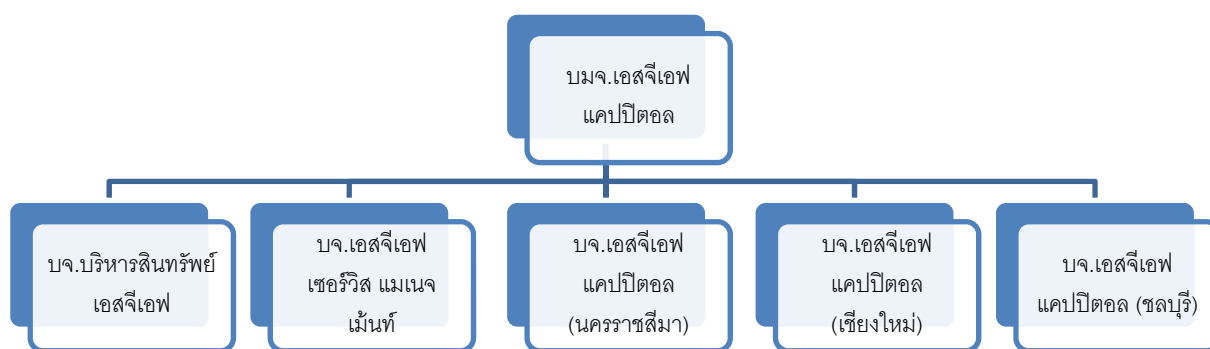 บมจ.เอสจีเอฟ
แคปปิตอล
บจ.บริหารสินทรัพย์
เอสจีเอฟ
บจ.เอสจีเอฟ
เซอร์วิส แมเนจ
เม้นท์
บจ.เอสจีเอฟ
แคปปิตอล
(นครราชสีมา)
บจ.เอสจีเอฟ
แคปปิตอล
(เชียงใหม่)
บจ.เอสจีเอฟ
แคปปิตอล (ชลบุรี)